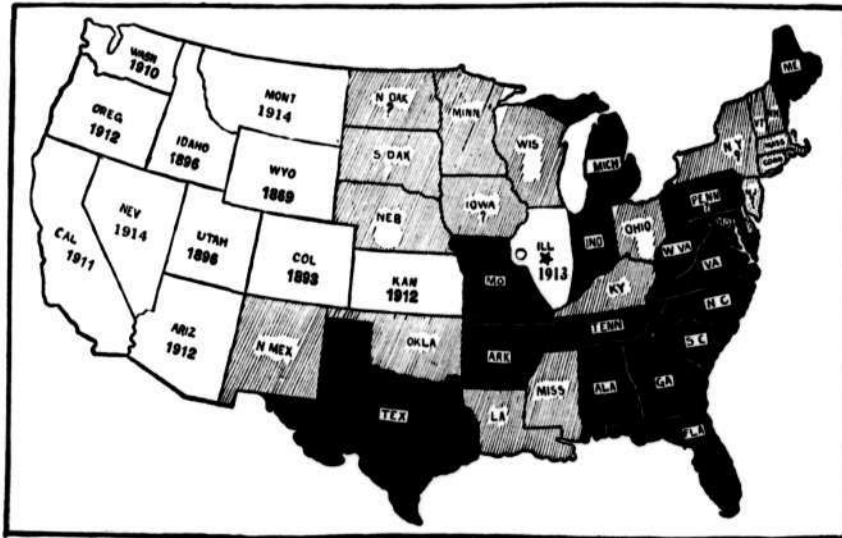 WASH
1910
OREG
1912
IDAHO
1896
MONT
1914
WYO
1869
NEV
1914
CAL
1911
UTAH
1896
COL
1893
ARIZ
1912
N MEX
N DAK
?
S DAK
NEB
KAN
1912
OKLA
TEX
MINN
IOWA
?
MO
ARK
LA
WIS
ILL
1913
MICH
IND
OHIO
KY
TENN
MISS
ALA
GA
FLA
S C
N C
VA
W VA
PENN
?
N Y
?
VT
NH
MASS
?
CONN
ME